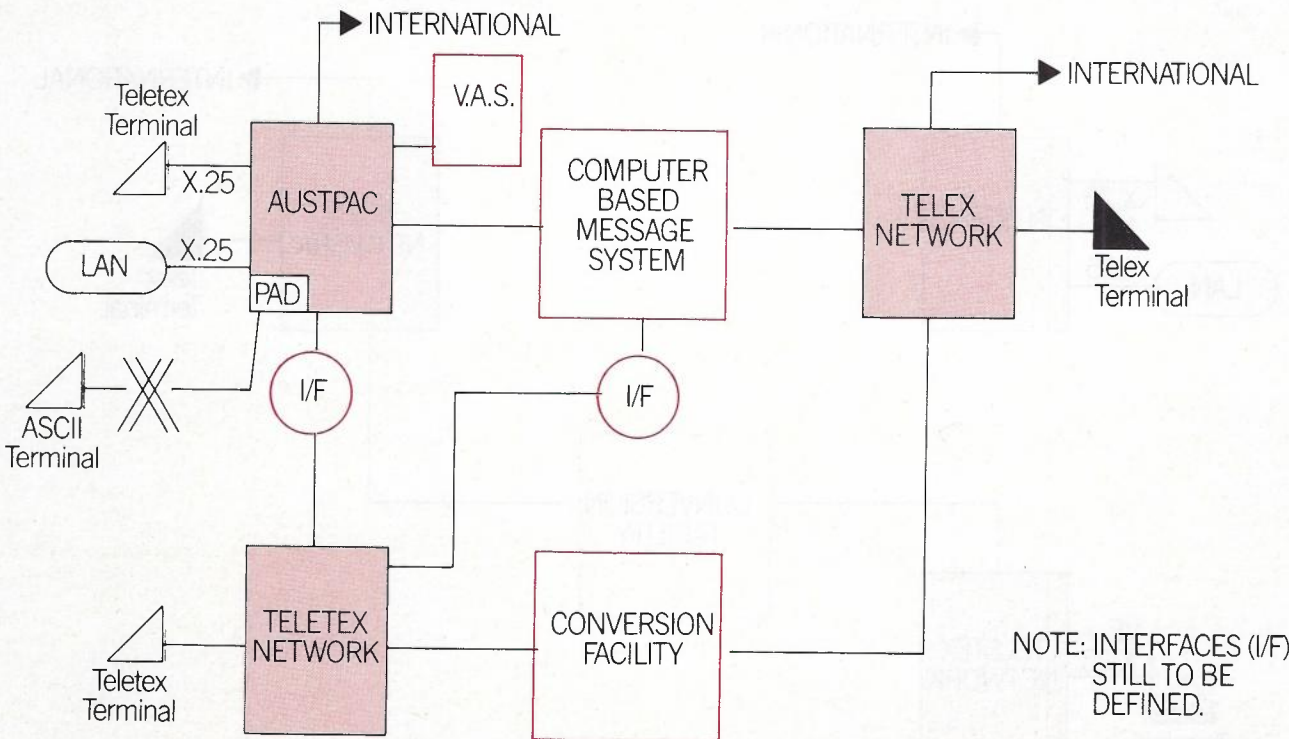 INTERNATIONAL
INTERNATIONAL
Teletex
Terminal
V.A.S.
X.25
AUSTPAC
COMPUTER
BASED
MESSAGE
SYSTEM
TELEX
NETWORK
LAN
X.25
PAD
Telex
Terminal
I/F
I/F
ASCII
Terminal
TELETEX
NETWORK
CONVERSION
FACILITY
Teletex
Terminal
NOTE: INTERFACES (I/F)
STILL TO BE
DEFINED.